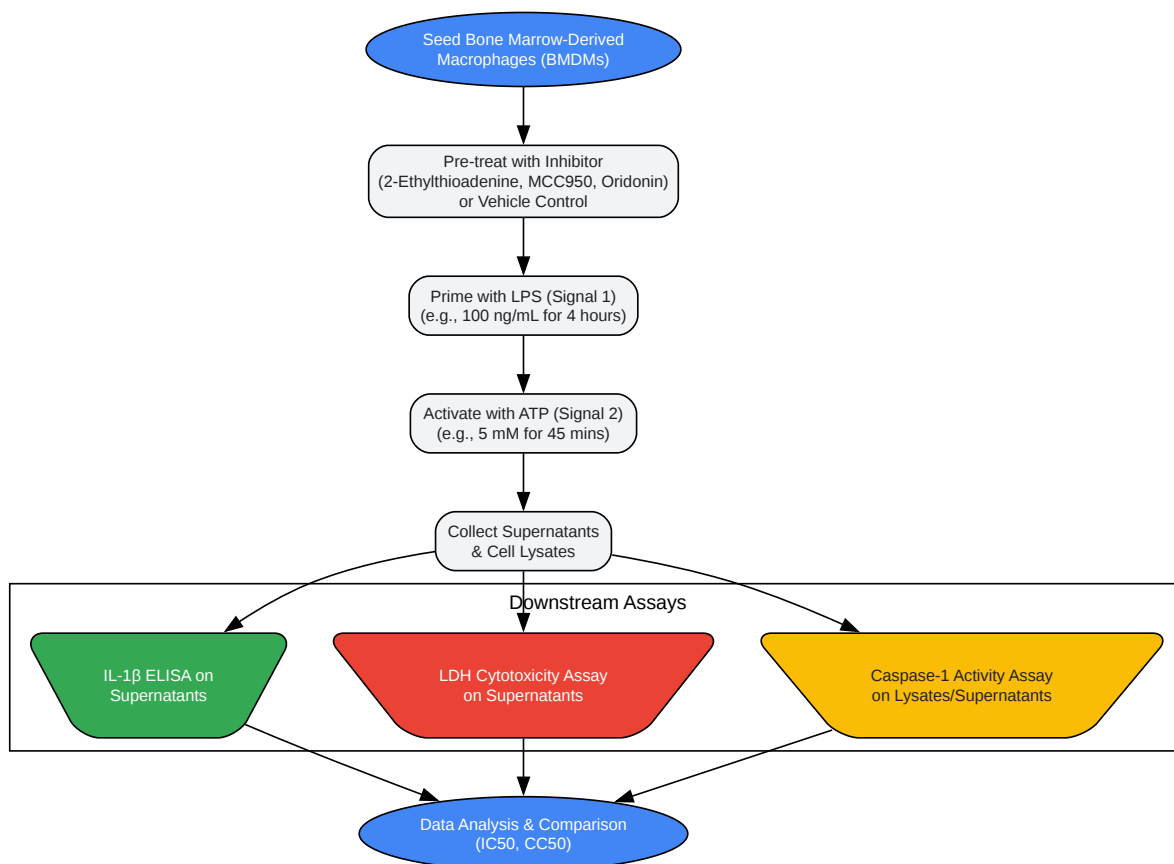 Seed Bone Marrow-Derived
Macrophages (BMDMs)
Pre-treat with Inhibitor
(2-Ethylthioadenine, MCC950, Oridonin)
or Vehicle Control
Prime with LPS (Signal 1)
(e.g., 100 ng/mL for 4 hours)
Activate with ATP (Signal 2)
(e.g., 5 mM for 45 mins)
Collect Supernatants
& Cell Lysates
Downstream Assays
IL-1β ELISA on
Supernatants
LDH Cytotoxicity Assay
on Supernatants
Caspase-1 Activity Assay
on Lysates/Supernatants
Data Analysis & Comparison
(IC50, CC50)